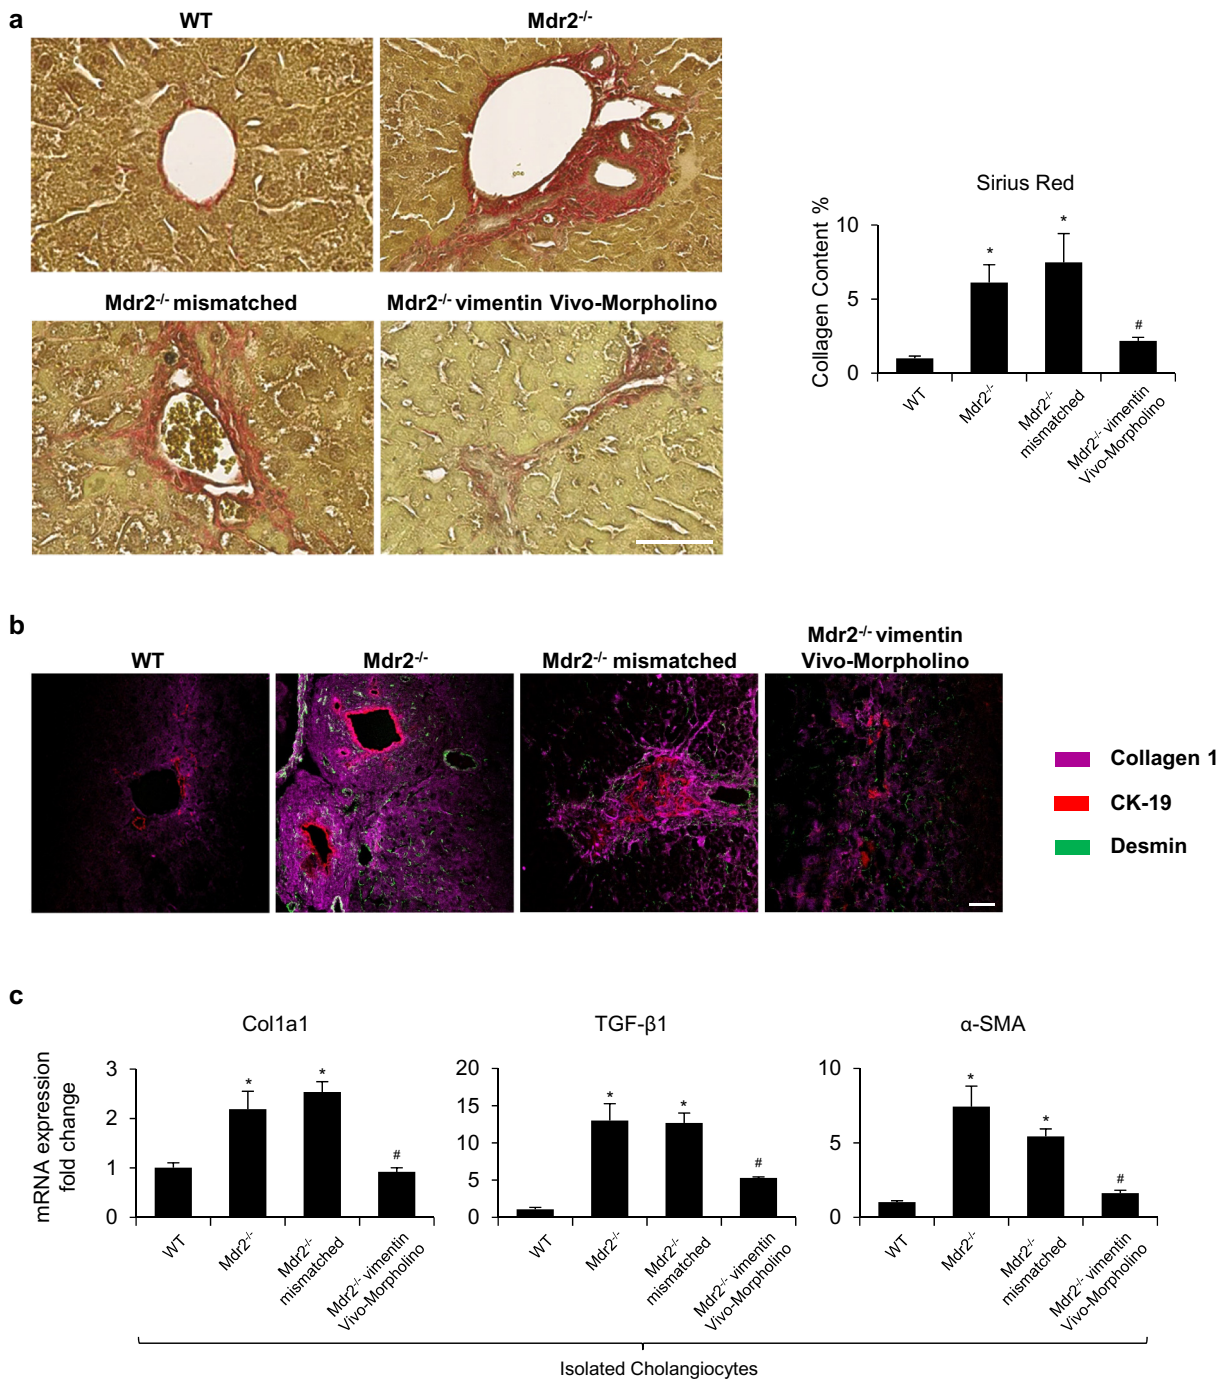 a
WT
Mdr2-/-
Mdr2-/- mismatched
Mdr2-/- vimentin Vivo-Morpholino
Sirius Red
Collagen Content %
10
5
0
*
*
#
WT
Mdr2-/-
Mdr2-/-
mismatched
Mdr2-/- vimentin
Vivo-Morpholino
b
WT
Mdr2-/-
Mdr2-/- mismatched
Mdr2-/- vimentin
Vivo-Morpholino
Collagen 1
CK-19
Desmin
c
mRNA expression
fold change
Col1a1
3
2
1
0
*
*
#
WT
Mdr2-/-
Mdr2-/-
mismatched
Mdr2-/- vimentin
Vivo-Morpholino
TGF-β1
20
15
10
5
0
*
*
#
WT
Mdr2-/-
Mdr2-/-
mismatched
Mdr2-/- vimentin
Vivo-Morpholino
α-SMA
10
5
0
*
*
#
WT
Mdr2-/-
Mdr2-/-
mismatched
Mdr2-/- vimentin
Vivo-Morpholino
Isolated Cholangiocytes